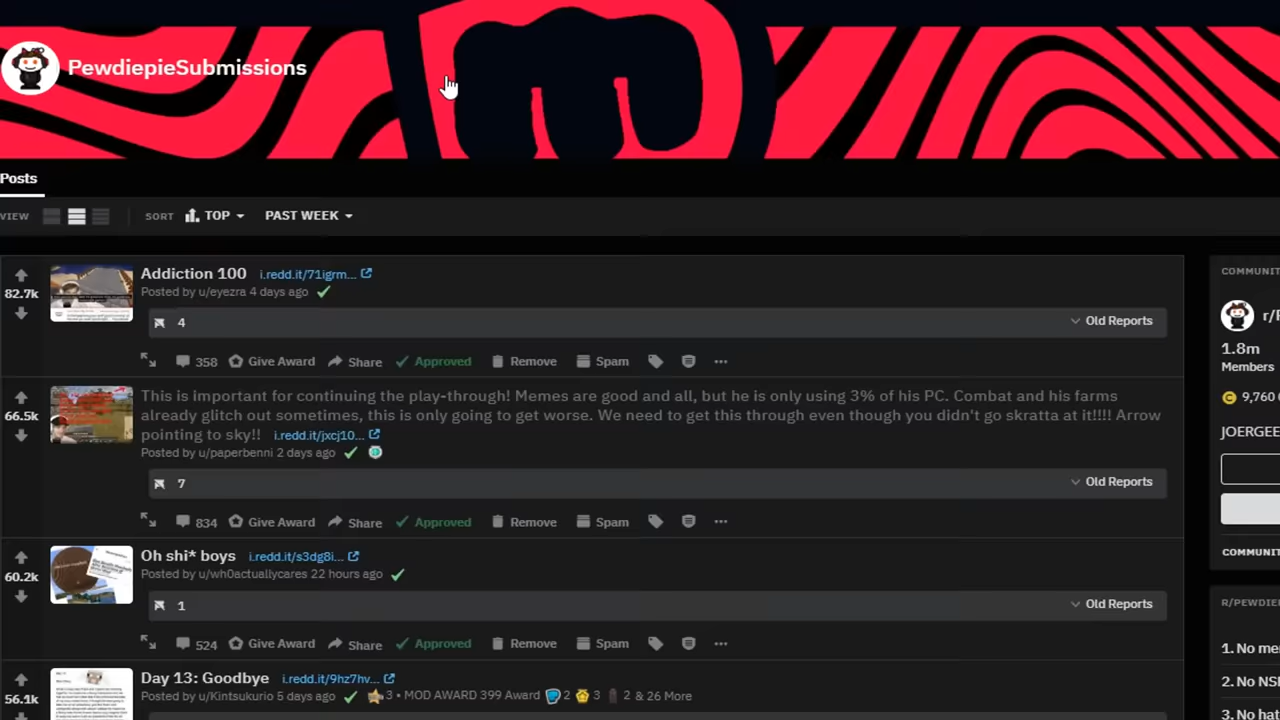 PewdiepieSubmissions
Posts
VIEW SORT TOP PAST WEEK
Addiction 100 i.redd.it/71igrm...
82.7k
Posted by u/eyezra 4 days ago
4 Old Reports
358 Give Award Share Approved Remove Spam
This is important for continuing the play-through! Memes are good and all, but he is only using 3% of his PC. Combat and his farms
66.5k
already glitch out sometimes, this is only going to get worse. We need to get this through even though you didn't go skratta at it!!!! Arrow
pointing to sky!! i.redd.it/jxcj10...
Posted by u/paperbenni 2 days ago
7 Old Reports
834 Give Award Share Approved Remove Spam
Oh shi* boys i.redd.it/s3dg8i...
60.2k
Posted by u/wh0actuallycares 22 hours ago
1 Old Reports
524 Give Award Share Approved Remove Spam
Day 13: Goodbye i.redd.it/9hz7hv...
56.1k
Posted by u/Kintsukurio 5 days ago • MOD AWARD 399 award 2 3 2 & 26 More
COMMUNIT
r/F
1.8m
Members
9,760
JOERGEE
COMMUNIT
R/PEWDIE
1. No me
2. No NS
3. No hat